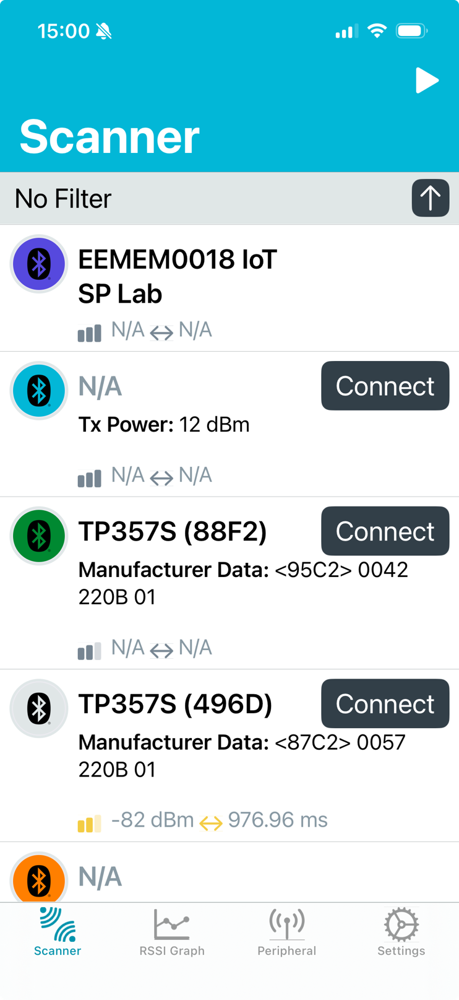 15:00
Scanner
No Filter
EEMEM0018 IoT
SP Lab
N/A N/A
N/A
Connect
Tx Power: 12 dBm
N/A N/A
TP357S (88F2)
Connect
Manufacturer Data: <95C2> 0042
220B 01
N/A N/A
TP357S (496D)
Connect
Manufacturer Data: <87C2> 0057
220B 01
-82 dBm 976.96 ms
N/A
Scanner
RSSI Graph
Peripheral
Settings